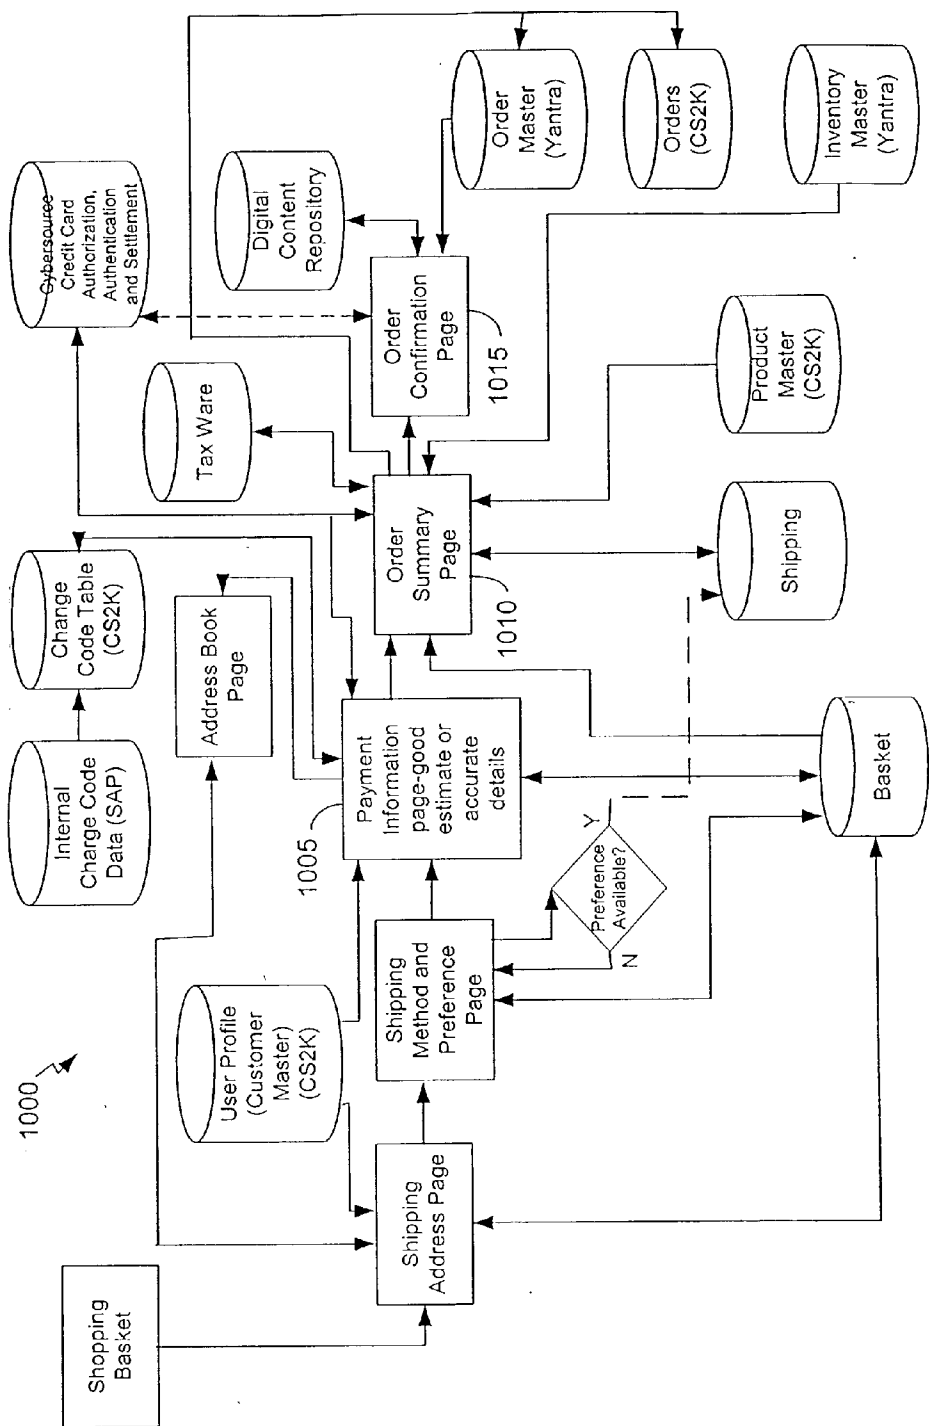 1000
Shopping
Basket
Shipping
Address Page
User Profile
(Customer
Master)
(CS2K)
Internal
Charge Code
Data (SAP)
Change
Code Table
(CS2K)
Address Book
Page
Shipping
Method and
Preference
Page
Preference
Available?
Y
N
1005
Payment
Information
page-good
estimate or
accurate
details
Basket
Cybersource
Credit Card
Authorization,
Authentication
and Settlement
Tax Ware
Order
Summary
Page
1010
Shipping
Product
Master
(CS2K)
Digital
Content
Repository
Order
Confirmation
Page
1015
Order
Master
(Yantra)
Orders
(CS2K)
Inventory
Master
(Yantra)